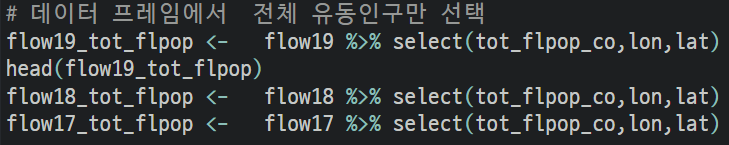 # 데이터 프레임에서  전체 유동인구만 선택
flow19_tot_flpop <-   flow19 %>% select(tot_flpop_co,lon,lat)
head(flow19_tot_flpop)
flow18_tot_flpop <-   flow18 %>% select(tot_flpop_co,lon,lat)
flow17_tot_flpop <-   flow17 %>% select(tot_flpop_co,lon,lat)